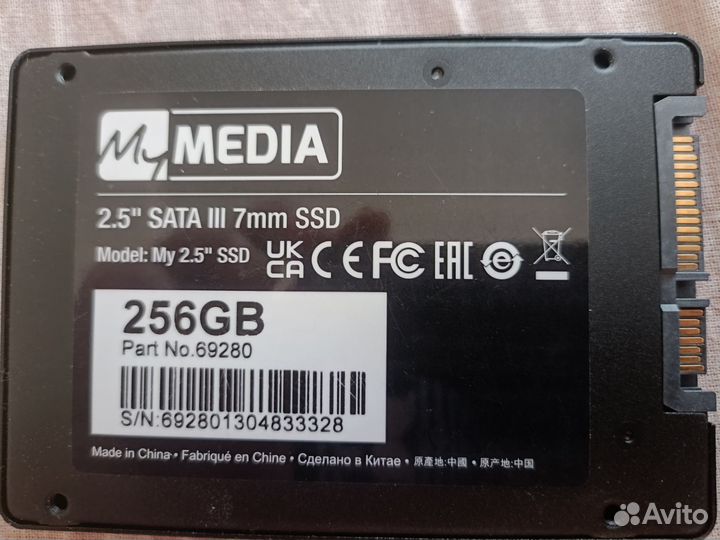 My MEDIA
2.5" SATA III 7mm SSD
Model: My 2.5" SSD UK CA CE FC EAC
256GB
Part No.69280
S/N:692801304833328
Made in China • Fabriqué en Chine • Сделано в Китае • 原產地:中國 • 原产地:中国
Avito